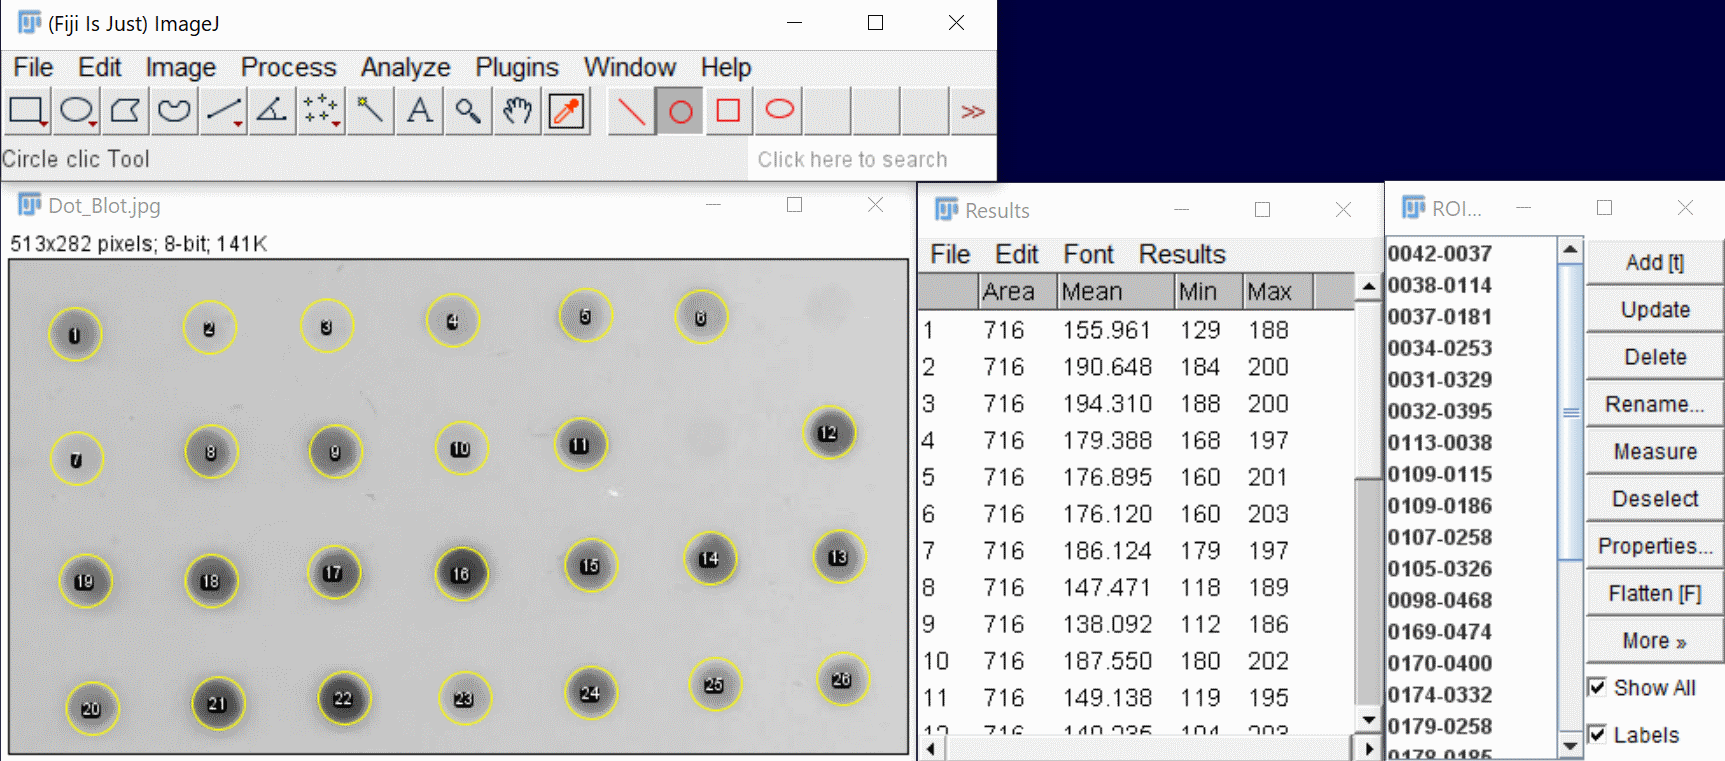 (Fiji Is Just) ImageJ
File Edit Image Process Analyze Plugins Window Help
A
>>
Circle clic Tool
Click here to search
Dot_Blot.jpg
513x282 pixels; 8-bit; 141K
1 2 3 4 5 6
7 8 9 10 11 12
19 18 17 16 15 14 13
20 21 22 23 24 25 26
Results
File Edit Font Results
Area Mean Min Max
1 716 155.961 129 188
2 716 190.648 184 200
3 716 194.310 188 200
4 716 179.388 168 197
5 716 176.895 160 201
6 716 176.120 160 203
7 716 186.124 179 197
8 716 147.471 118 189
9 716 138.092 112 186
10 716 187.550 180 202
11 716 149.138 119 195
12 716 140.235 104 203
ROI...
0042-0037
0038-0114
0037-0181
0034-0253
0031-0329
0032-0395
0113-0038
0109-0115
0109-0186
0107-0258
0105-0326
0098-0468
0169-0474
0170-0400
0174-0332
0179-0258
0178-0185
Add [t]
Update
Delete
Rename...
Measure
Deselect
Properties...
Flatten [F]
More »
Show All
Labels